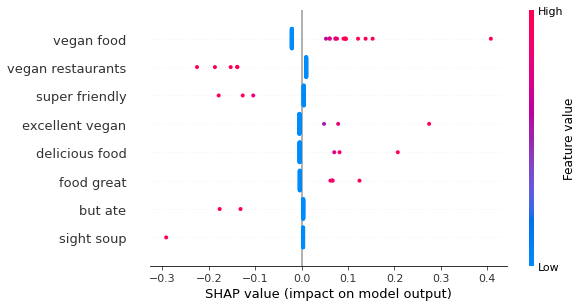 High
vegan food
vegan restaurants
super friendly
excellent vegan
delicious food
food great
but ate
sight soup
Feature value
Low
−0.3 −0.2 −0.1 0.0 0.1 0.2 0.3 0.4
SHAP value (impact on model output)